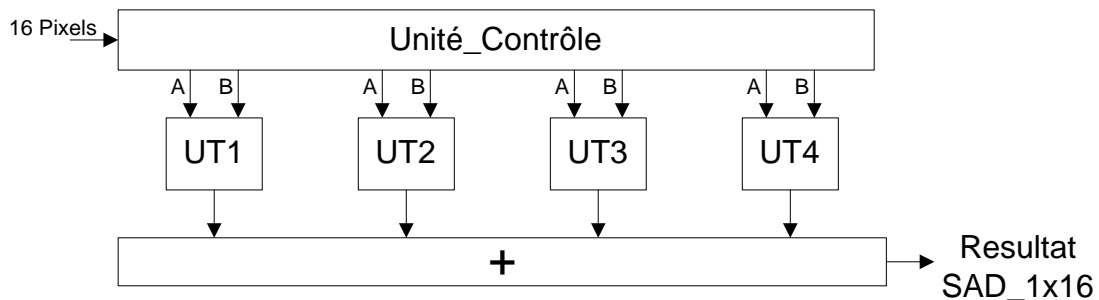 16 Pixels
Unité_Contrôle
A B A B A B A B
UT1 UT2 UT3 UT4
+
Resultat
SAD_1x16